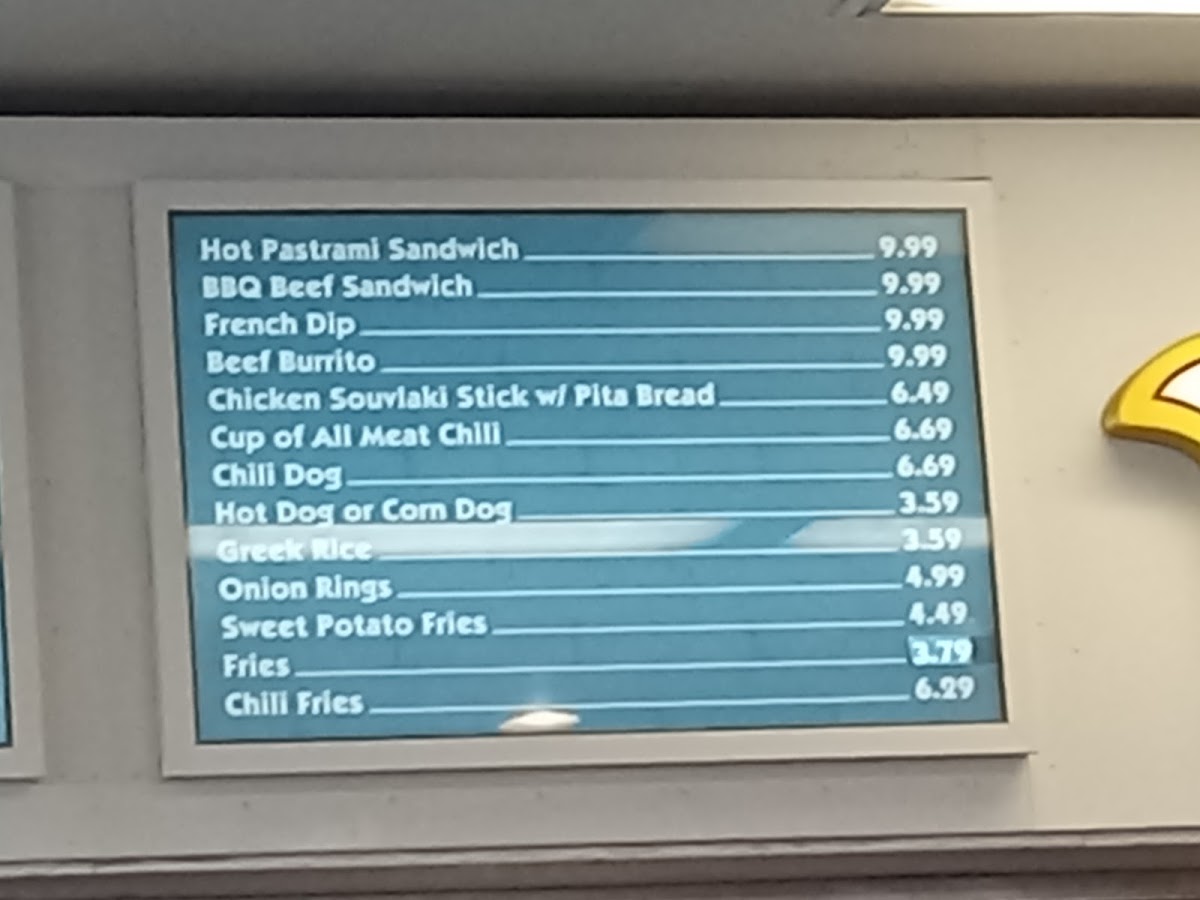 Hot Pastrami Sandwich 9.99
BBQ Beef Sandwich 9.99
French Dip 9.99
Beef Burrito 9.99
Chicken Souvlaki Stick w/ Pita Bread 6.49
Cup of All Meat Chili 6.69
Chili Dog 6.69
Hot Dog or Corn Dog 3.59
Greek Rice 3.59
Onion Rings 4.99
Sweet Potato Fries 4.49
Fries 3.79
Chili Fries 6.29